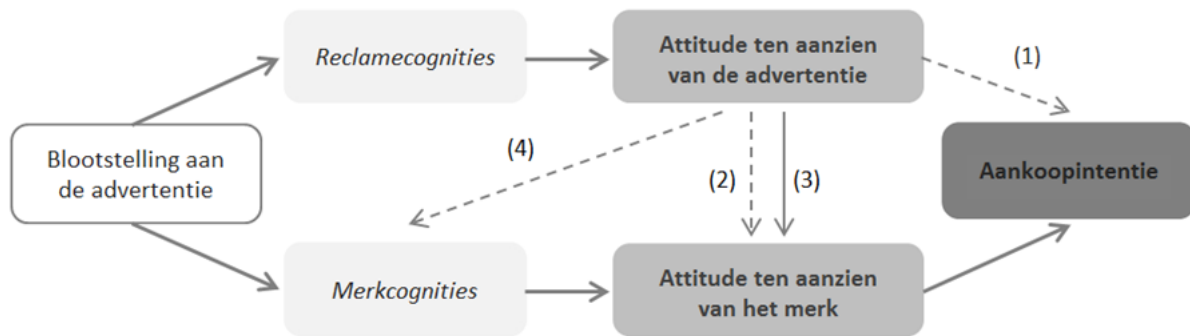 Reclamecognities
Attitude ten aanzien
van de advertentie
(1)
Blootstelling aan
de advertentie
(4)
(2)
(3)
Aankoopintentie
Merkcognities
Attitude ten aanzien
van het merk